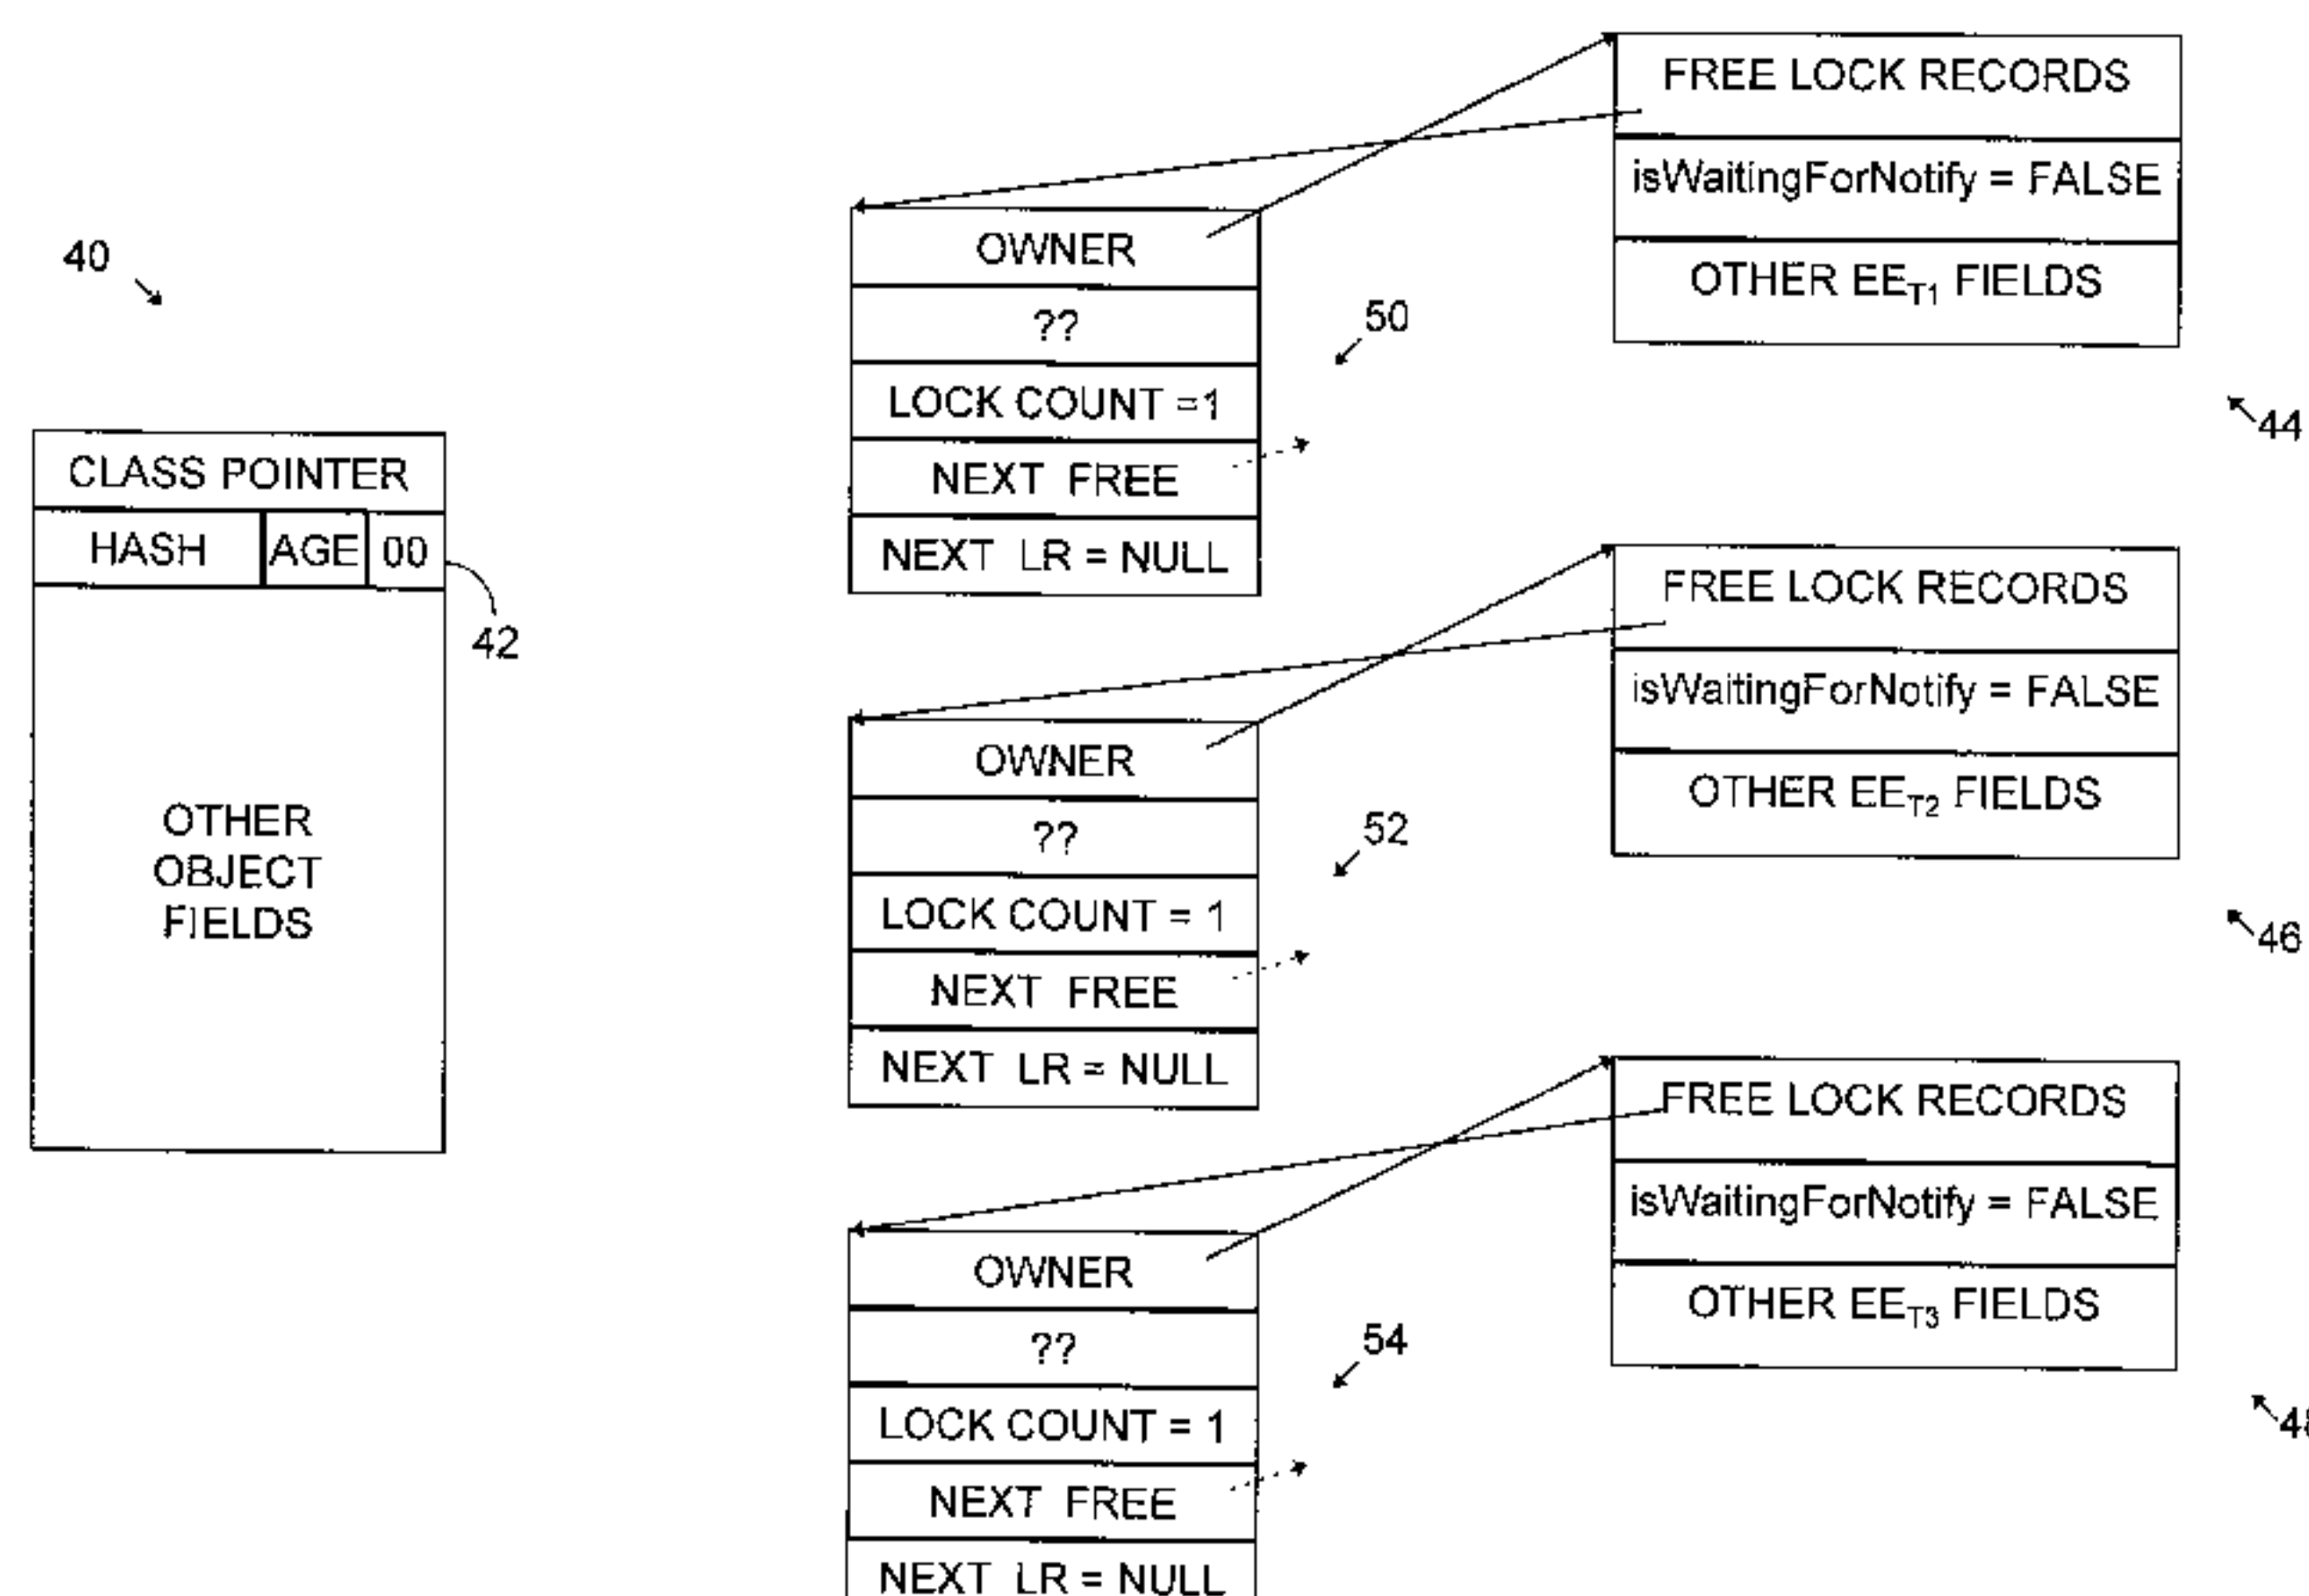 40
CLASS POINTER
HASH AGE 00
42
OTHER
OBJECT
FIELDS
OWNER
??
LOCK COUNT =1
NEXT FREE
NEXT LR = NULL
50
FREE LOCK RECORDS
isWaitingForNotify = FALSE
OTHER EET1 FIELDS
44
OWNER
??
LOCK COUNT = 1
NEXT FREE
NEXT LR = NULL
52
FREE LOCK RECORDS
isWaitingForNotify = FALSE
OTHER EET2 FIELDS
46
OWNER
??
LOCK COUNT = 1
NEXT FREE
NEXT LR = NULL
54
FREE LOCK RECORDS
isWaitingForNotify = FALSE
OTHER EET3 FIELDS
48